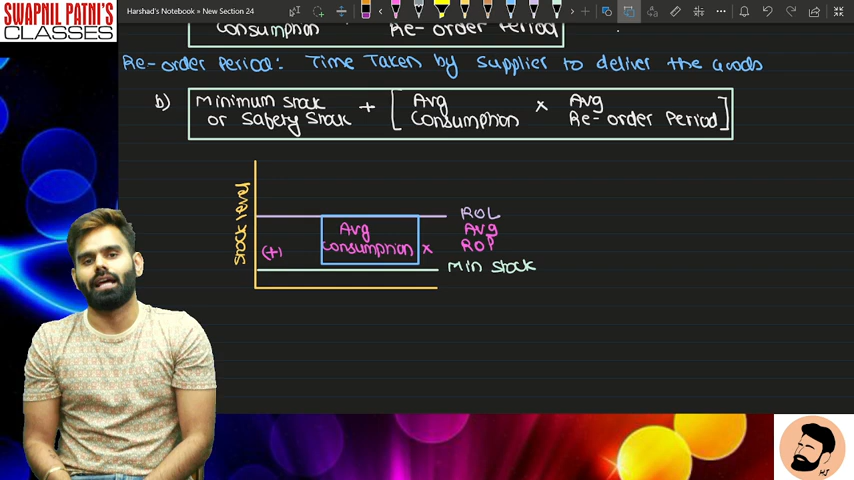 SWAPNIL PATNI'S
CLASSES
Harshad's Notebook » New Section 24
Consumption Re-order Period
Re-order Period: Time Taken by Supplier to deliver the Goods
b) Minimum Stock + [ Avg × Avg
or Safety Stock Consumption Re-order Period ]
Stock level
ROL
Avg Avg
(+) Consumption × ROP
Min Stock
HS